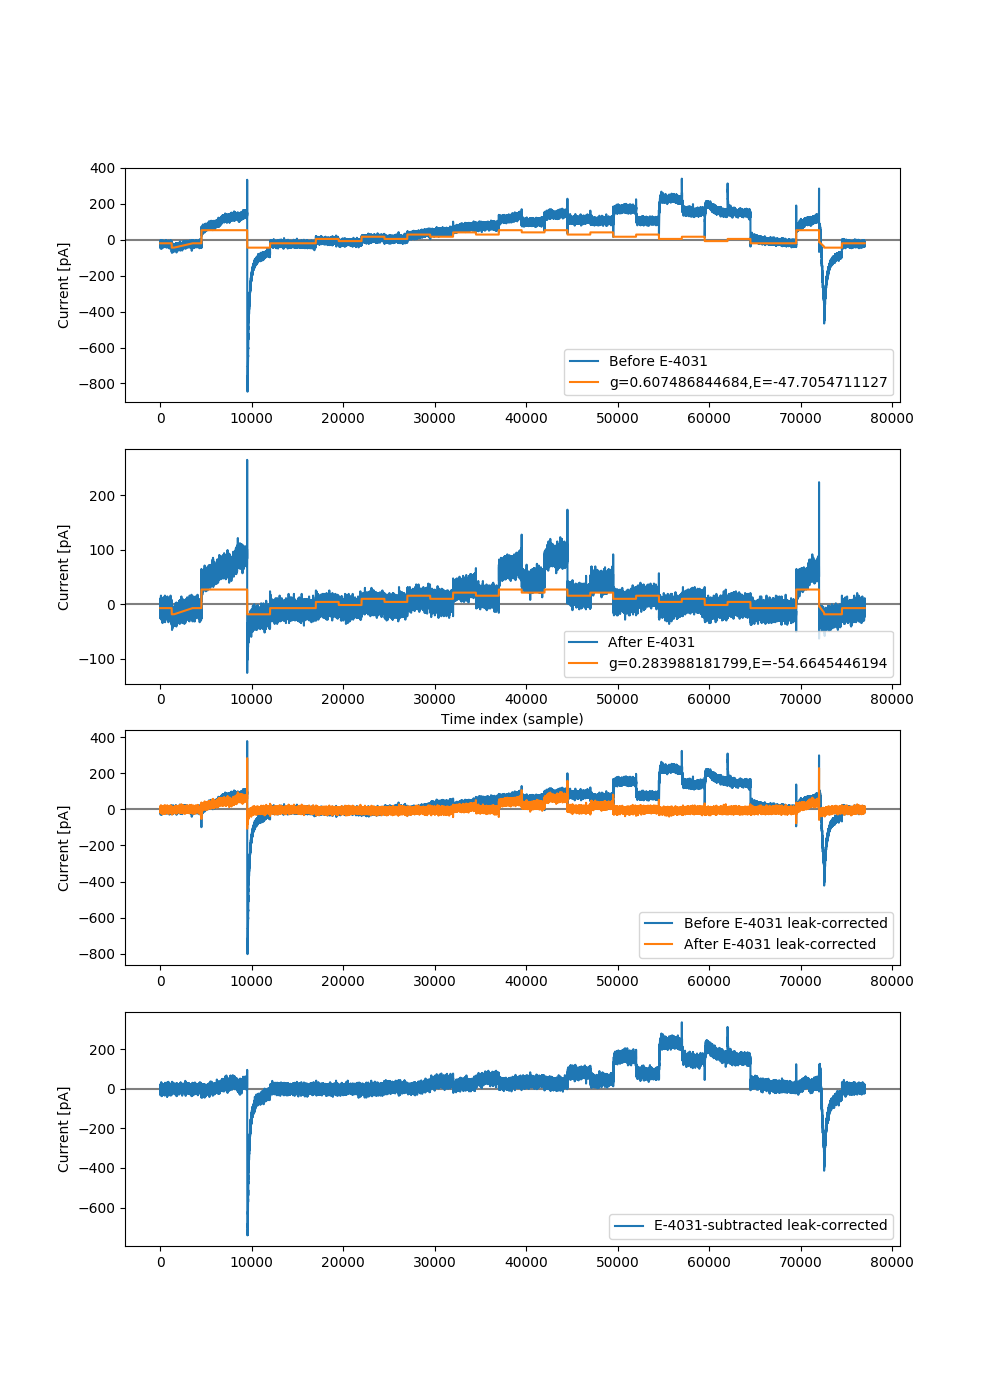 400
200
0
−200
−400
−600
−800
Current [pA]
Before E-4031
g=0.607486844684,E=-47.7054711127
0 10000 20000 30000 40000 50000 60000 70000 80000
200
100
0
−100
Current [pA]
After E-4031
g=0.283988181799,E=-54.6645446194
0 10000 20000 30000 40000 50000 60000 70000 80000
Time index (sample)
400
200
0
−200
−400
−600
−800
Current [pA]
Before E-4031 leak-corrected
After E-4031 leak-corrected
0 10000 20000 30000 40000 50000 60000 70000 80000
200
0
−200
−400
−600
Current [pA]
E-4031-subtracted leak-corrected
0 10000 20000 30000 40000 50000 60000 70000 80000